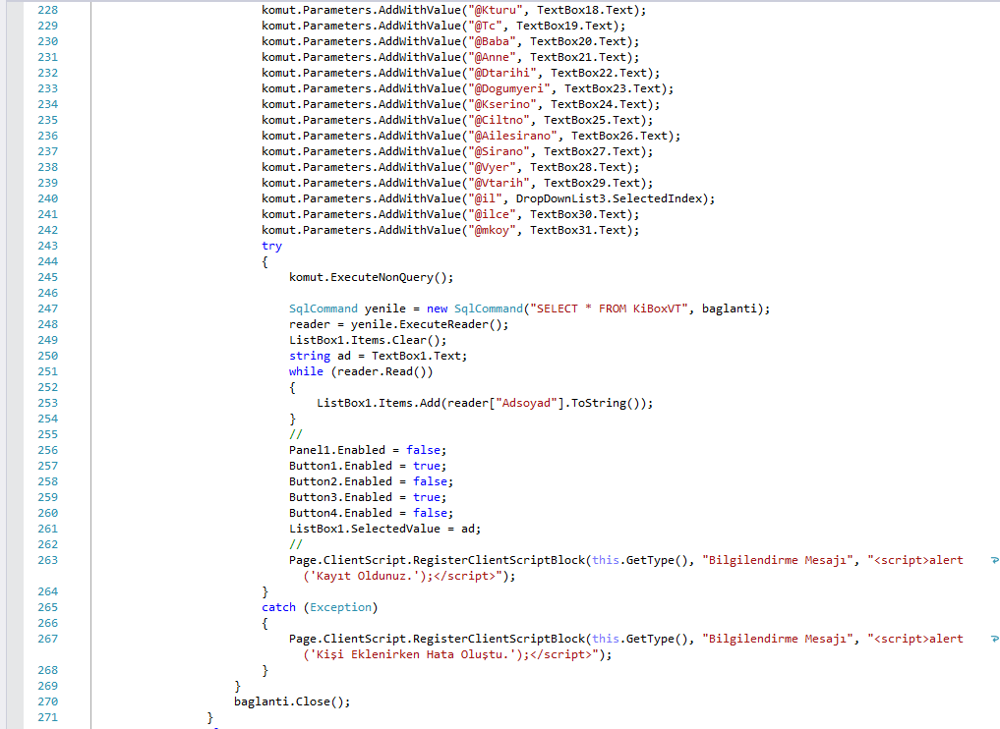 228 komut.Parameters.AddWithValue("@Kturu", TextBox18.Text);
229 komut.Parameters.AddWithValue("@Tc", TextBox19.Text);
230 komut.Parameters.AddWithValue("@Baba", TextBox20.Text);
231 komut.Parameters.AddWithValue("@Anne", TextBox21.Text);
232 komut.Parameters.AddWithValue("@Dtarihi", TextBox22.Text);
233 komut.Parameters.AddWithValue("@Dogumyeri", TextBox23.Text);
234 komut.Parameters.AddWithValue("@Kserino", TextBox24.Text);
235 komut.Parameters.AddWithValue("@Ciltno", TextBox25.Text);
236 komut.Parameters.AddWithValue("@Ailesirano", TextBox26.Text);
237 komut.Parameters.AddWithValue("@Sirano", TextBox27.Text);
238 komut.Parameters.AddWithValue("@Vyer", TextBox28.Text);
239 komut.Parameters.AddWithValue("@Vtarih", TextBox29.Text);
240 komut.Parameters.AddWithValue("@il", DropDownList3.SelectedIndex);
241 komut.Parameters.AddWithValue("@ilce", TextBox30.Text);
242 komut.Parameters.AddWithValue("@mkoy", TextBox31.Text);
243 try
244 {
245 komut.ExecuteNonQuery();
246
247 SqlCommand yenile = new SqlCommand("SELECT * FROM KiBoxVT", baglanti);
248 reader = yenile.ExecuteReader();
249 ListBox1.Items.Clear();
250 string ad = TextBox1.Text;
251 while (reader.Read())
252 {
253 ListBox1.Items.Add(reader["Adsoyad"].ToString());
254 }
255 //
256 Panel1.Enabled = false;
257 Button1.Enabled = true;
258 Button2.Enabled = false;
259 Button3.Enabled = true;
260 Button4.Enabled = false;
261 ListBox1.SelectedValue = ad;
262 //
263 Page.ClientScript.RegisterClientScriptBlock(this.GetType(), "Bilgilendirme Mesajı", "<script>alert
('Kayıt Oldunuz.');</script>");
264 }
265 catch (Exception)
266 {
267 Page.ClientScript.RegisterClientScriptBlock(this.GetType(), "Bilgilendirme Mesajı", "<script>alert
('Kişi Eklenirken Hata Oluştu.');</script>");
268 }
269 }
270 baglanti.Close();
271 }